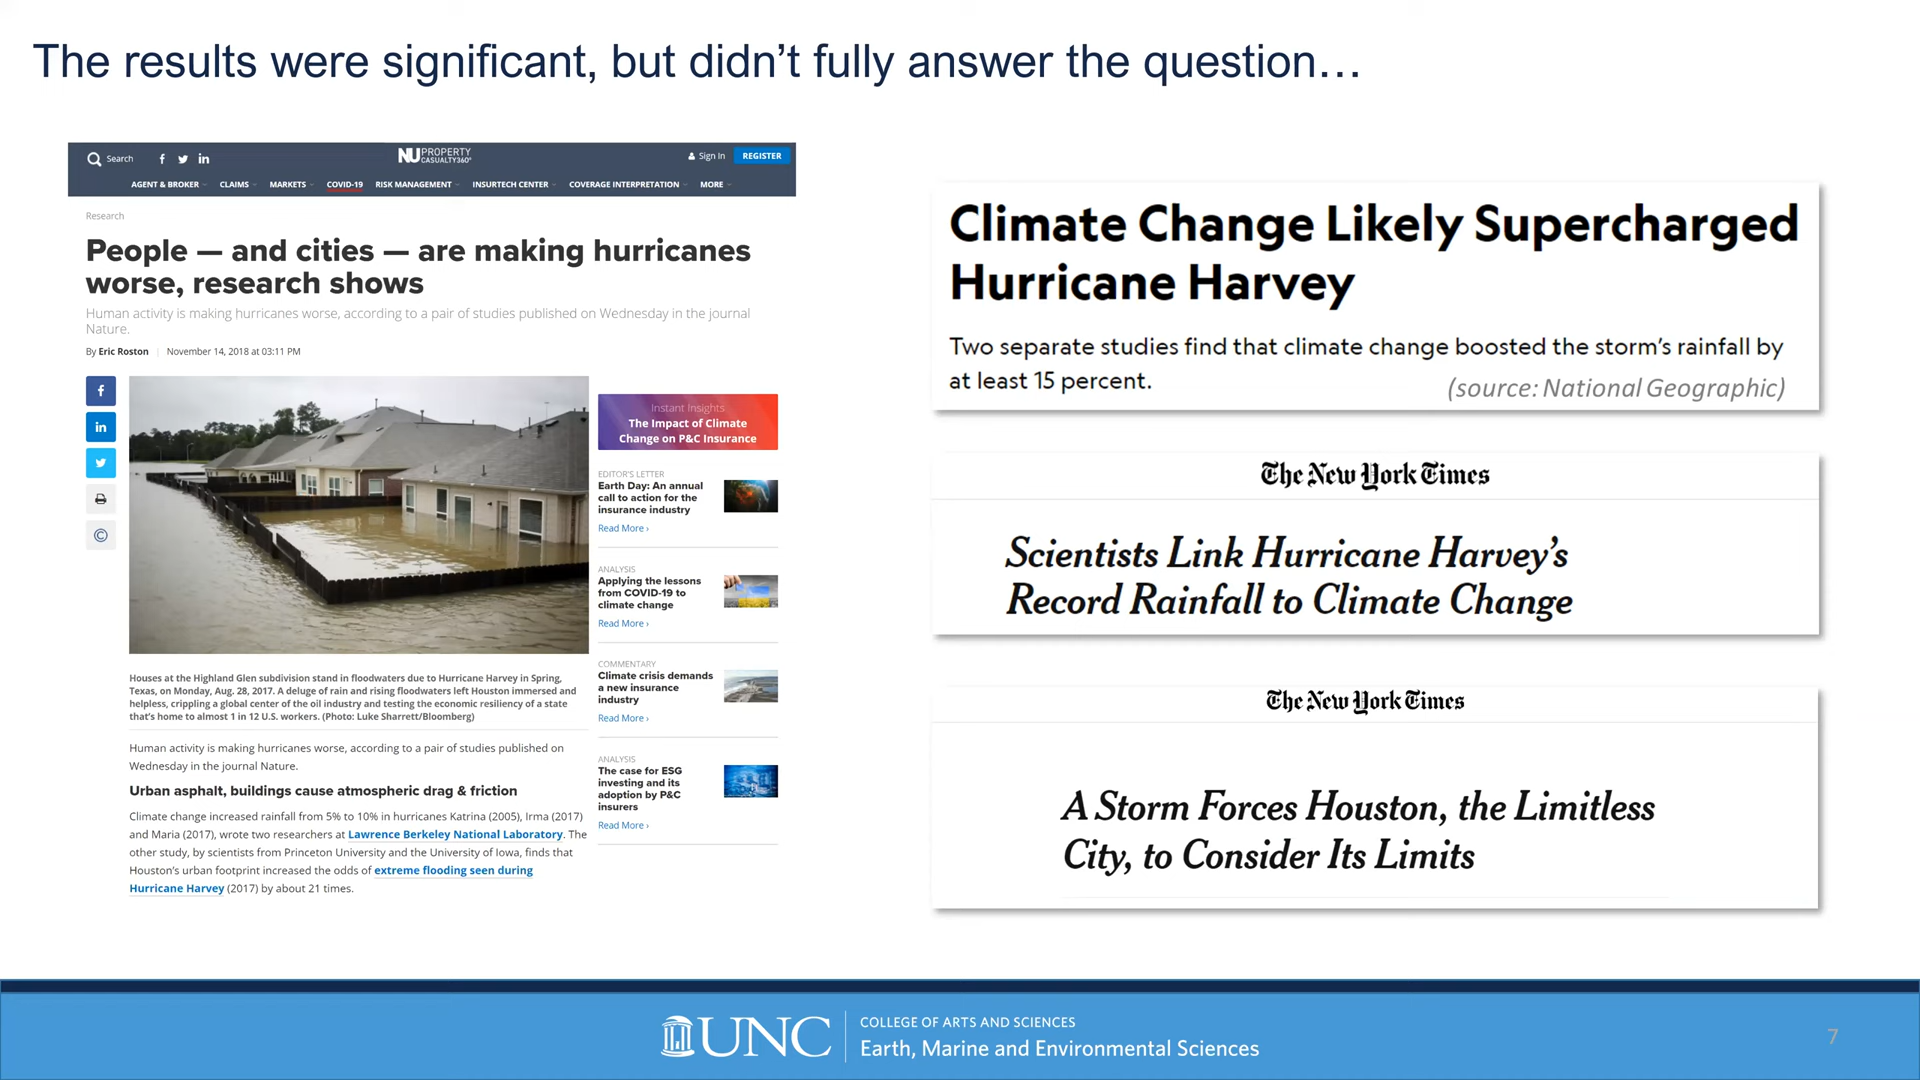 The results were significant, but didn’t fully answer the question…
Search
NU PROPERTY
CASUALTY360°
Sign In
REGISTER
AGENT & BROKER
CLAIMS
MARKETS
COVID-19
RISK MANAGEMENT
INSURTECH CENTER
COVERAGE INTERPRETATION
MORE
Research
People — and cities — are making hurricanes
worse, research shows
Human activity is making hurricanes worse, according to a pair of studies published on Wednesday in the journal
Nature.
By Eric Roston | November 14, 2018 at 03:11 PM
Houses at the Highland Glen subdivision stand in floodwaters due to Hurricane Harvey in Spring,
Texas, on Monday, Aug. 28, 2017. A deluge of rain and rising floodwaters left Houston immersed and
helpless, crippling a global center of the oil industry and testing the economic resiliency of a state
that’s home to almost 1 in 12 U.S. workers. (Photo: Luke Sharrett/Bloomberg)
Human activity is making hurricanes worse, according to a pair of studies published on
Wednesday in the journal Nature.
Urban asphalt, buildings cause atmospheric drag & friction
Climate change increased rainfall from 5% to 10% in hurricanes Katrina (2005), Irma (2017)
and Maria (2017), wrote two researchers at Lawrence Berkeley National Laboratory. The
other study, by scientists from Princeton University and the University of Iowa, finds that
Houston’s urban footprint increased the odds of extreme flooding seen during
Hurricane Harvey (2017) by about 21 times.
Instant Insights
The Impact of Climate
Change on P&C Insurance
EDITOR'S LETTER
Earth Day: An annual
call to action for the
insurance industry
Read More ›
ANALYSIS
Applying the lessons
from COVID-19 to
climate change
Read More ›
COMMENTARY
Climate crisis demands
a new insurance
industry
Read More ›
ANALYSIS
The case for ESG
investing and its
adoption by P&C
insurers
Read More ›
Climate Change Likely Supercharged
Hurricane Harvey
Two separate studies find that climate change boosted the storm’s rainfall by
at least 15 percent.
(source: National Geographic)
The New York Times
Scientists Link Hurricane Harvey’s
Record Rainfall to Climate Change
The New York Times
A Storm Forces Houston, the Limitless
City, to Consider Its Limits
UNC
COLLEGE OF ARTS AND SCIENCES
Earth, Marine and Environmental Sciences
7